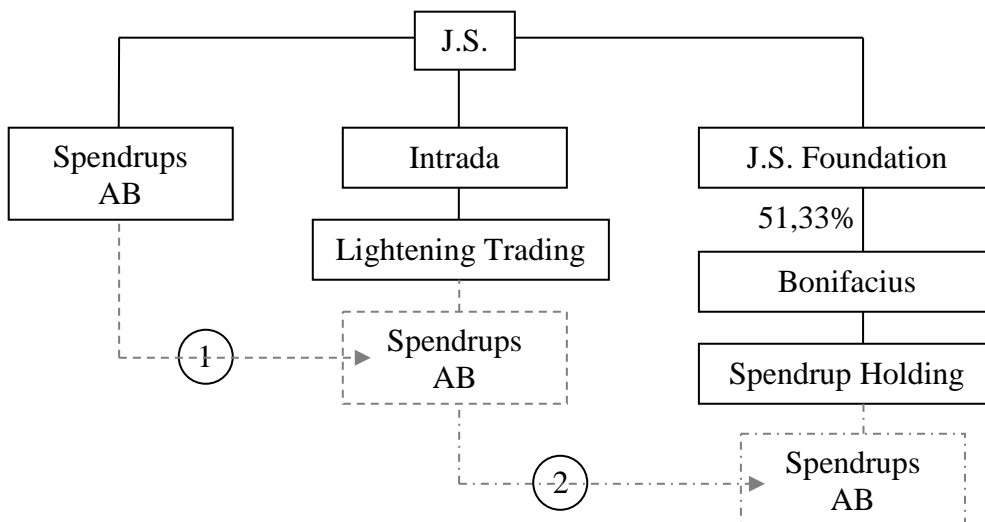 J.S.
Spendrups
AB
Intrada
J.S. Foundation
51,33%
Lightening Trading
Bonifacius
1
Spendrups
AB
Spendrup Holding
2
Spendrups
AB